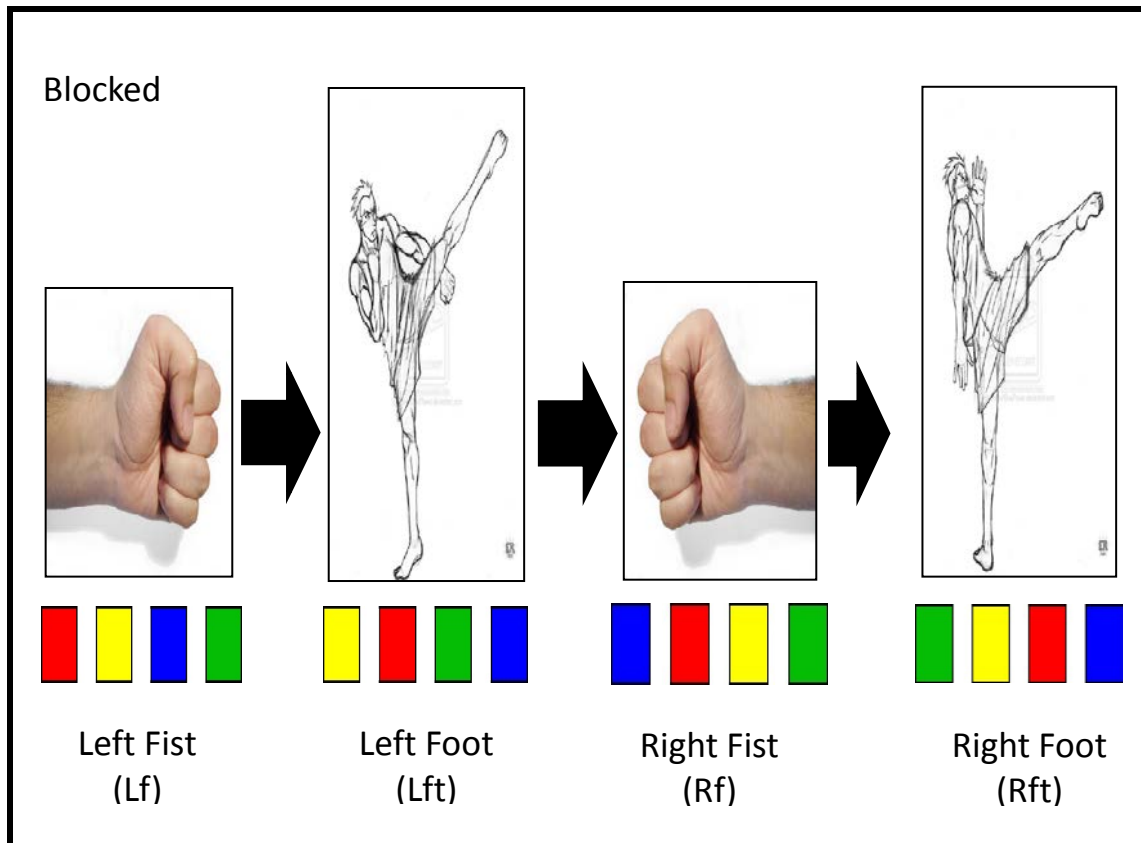 Blocked
Left Fist
(Lf)
Left Foot
(Lft)
Right Fist
(Rf)
Right Foot
(Rft)